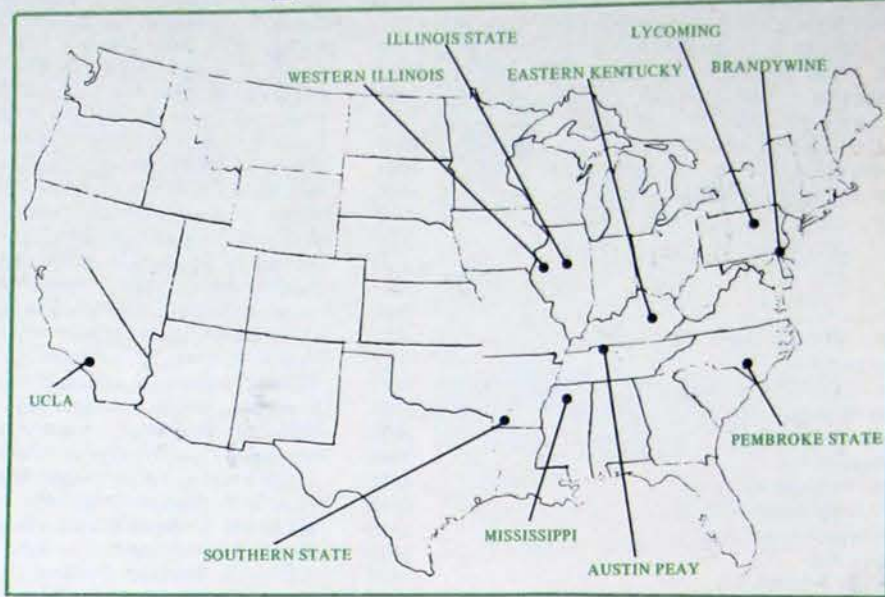 ILLINOIS STATE
LYCOMING
WESTERN ILLINOIS
EASTERN KENTUCKY
BRANDYWINE
UCLA
PEMBROKE STATE
SOUTHERN STATE
MISSISSIPPI
AUSTIN PEAY